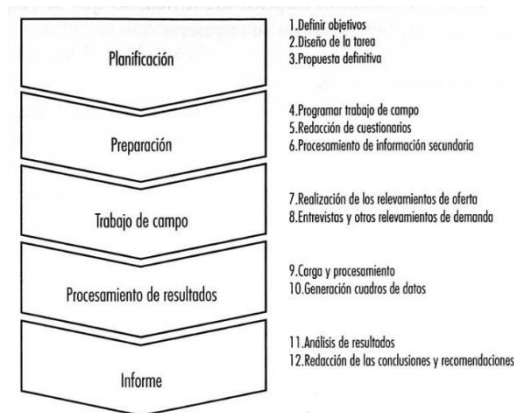 Planificación
1.Definir objetivos
2.Diseño de la tarea
3.Propuesta definitiva
Preparación
4.Programar trabajo de campo
5.Redacción de cuestionarios
6.Procesamiento de información secundaria
Trabajo de campo
7.Realización de los relevamientos de oferta
8.Entrevistas y otros relevamientos de demanda
Procesamiento de resultados
9.Carga y procesamiento
10.Generación cuadros de datos
Informe
11.Análisis de resultados
12.Redacción de las conclusiones y recomendaciones